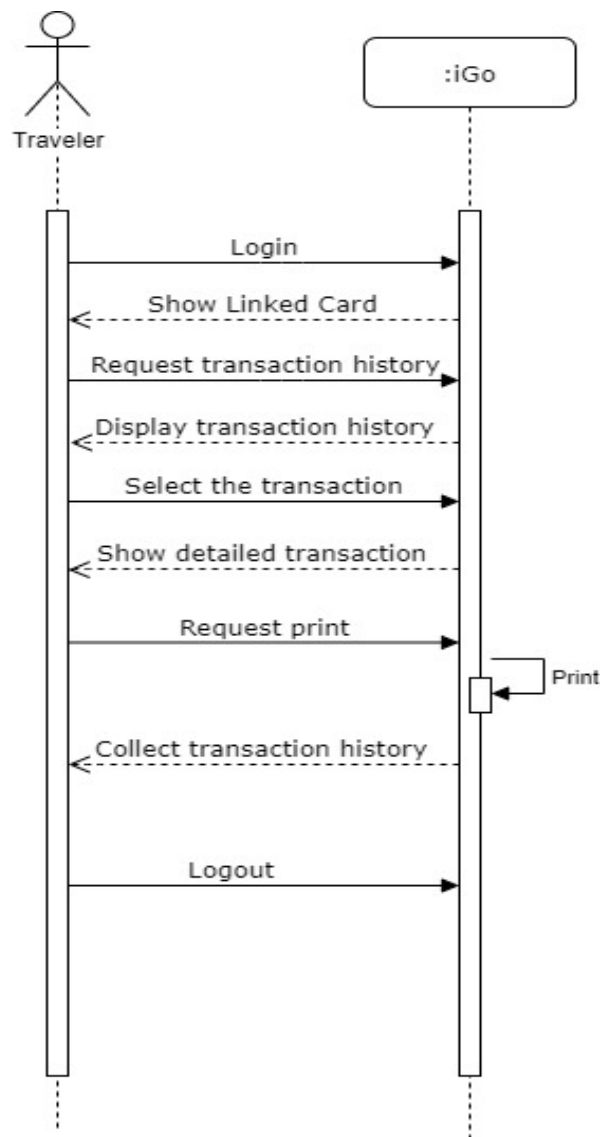 :iGo
Traveler
Login
Show Linked Card
Request transaction history
Display transaction history
Select the transaction
Show detailed transaction
Request print
Print
Collect transaction history
Logout